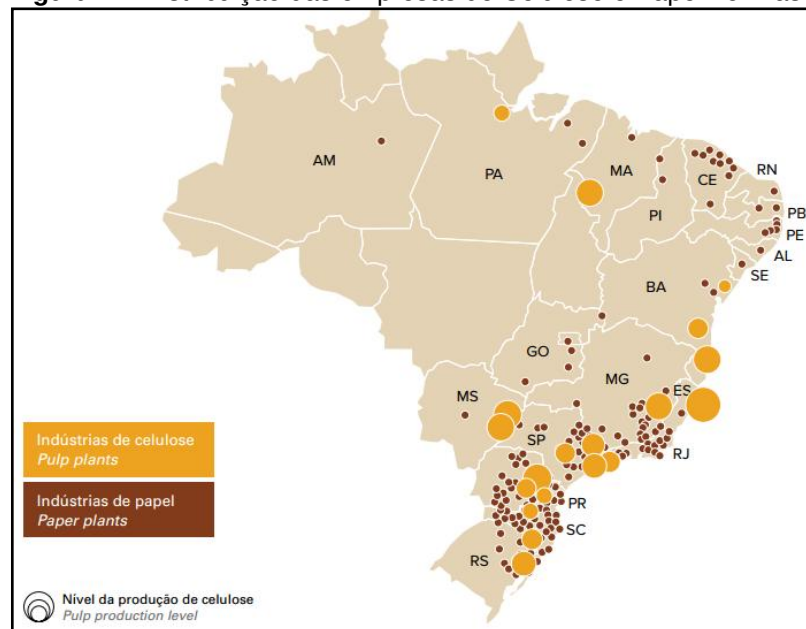 AM
PA
MA
CE
RN
PB
PI
PE
AL
SE
BA
GO
MG
MS
ES
SP
RJ
PR
SC
RS
Indústrias de celulose
Pulp plants
Indústrias de papel
Paper plants
Nível da produção de celulose
Pulp production level